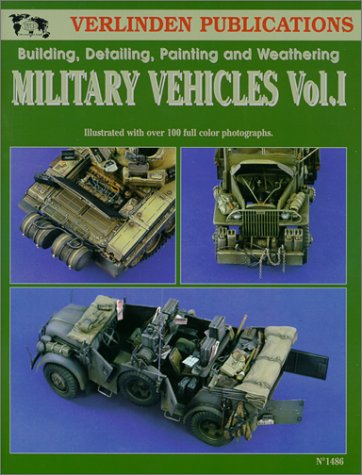 VERLINDEN PUBLICATIONS
Building, Detailing, Painting and Weathering
MILITARY VEHICLES Vol.I
Illustrated with over 100 full color photographs.
N°1486